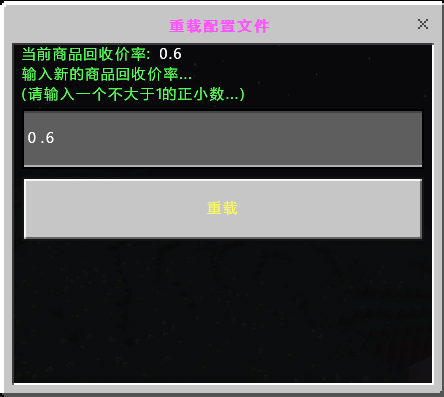 重载配置文件
当前商品回收价率: 0.6
输入新的商品回收价率...
(请输入一个不大于1的正小数...)
0.6
重载